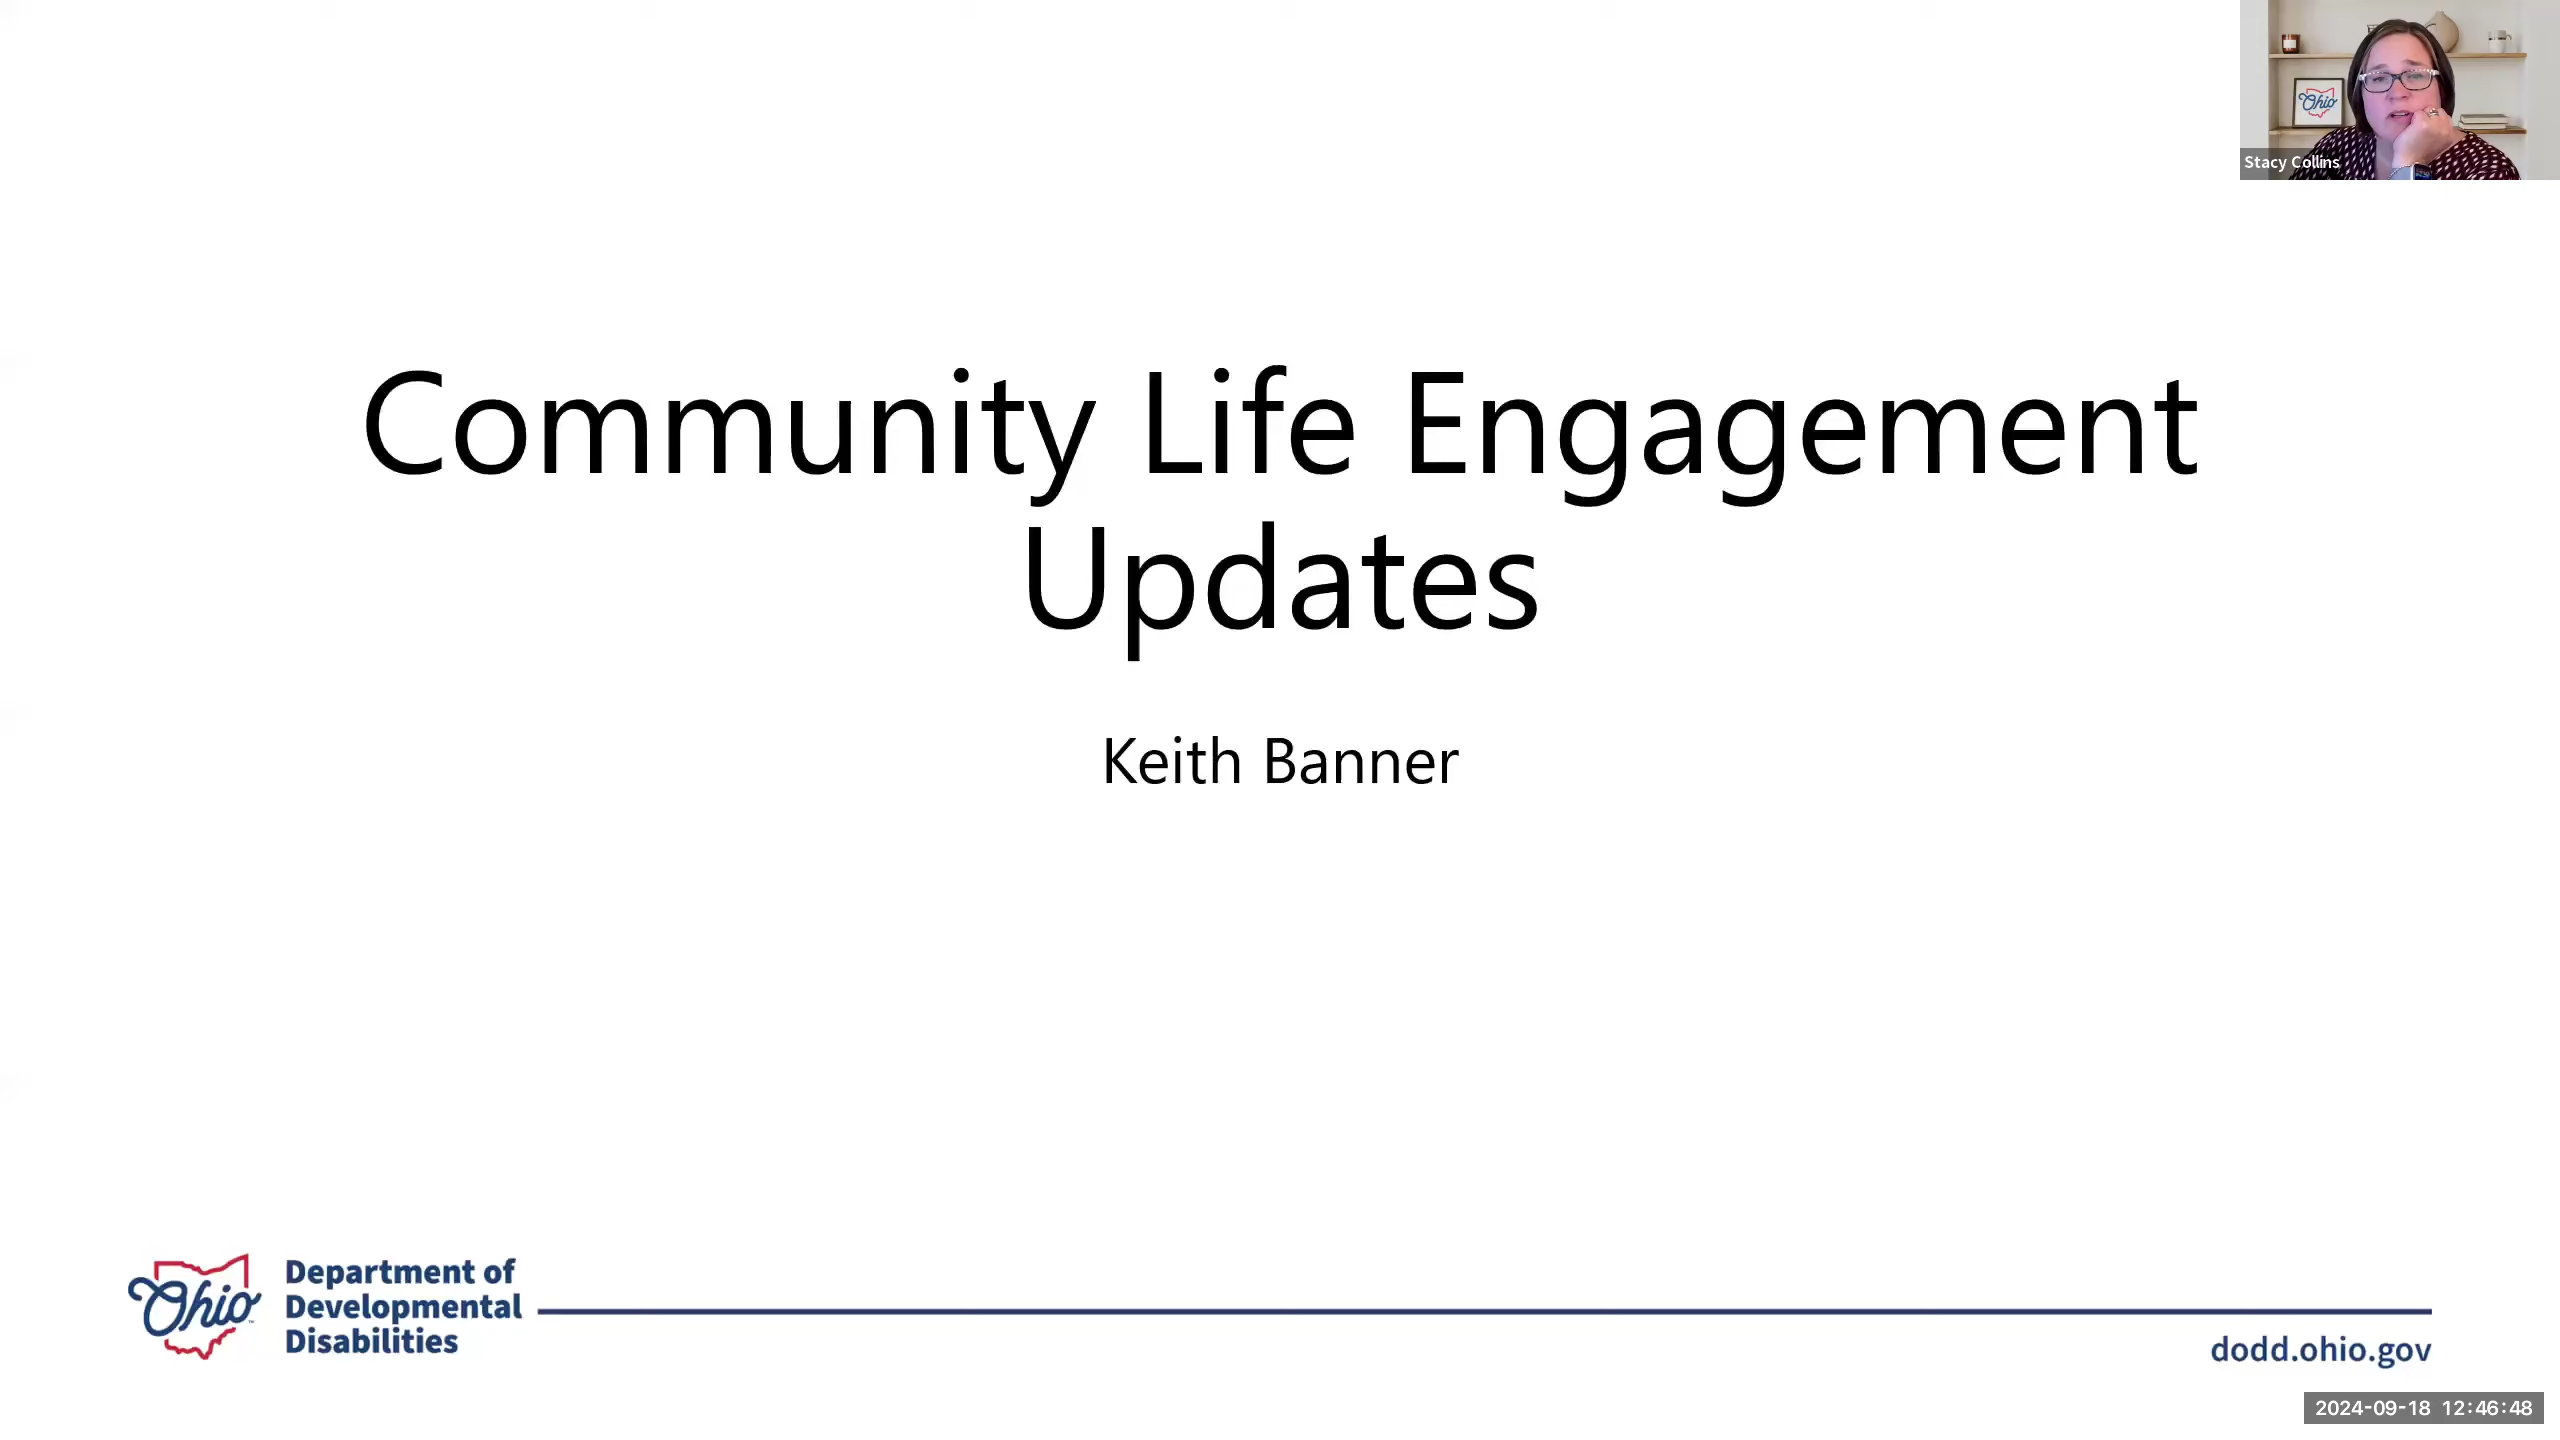 Ohio
Stacy Collins
Community Life Engagement
Updates
Keith Banner
Ohio
Department of
Developmental
Disabilities
dodd.ohio.gov
2024-09-18 12:46:48